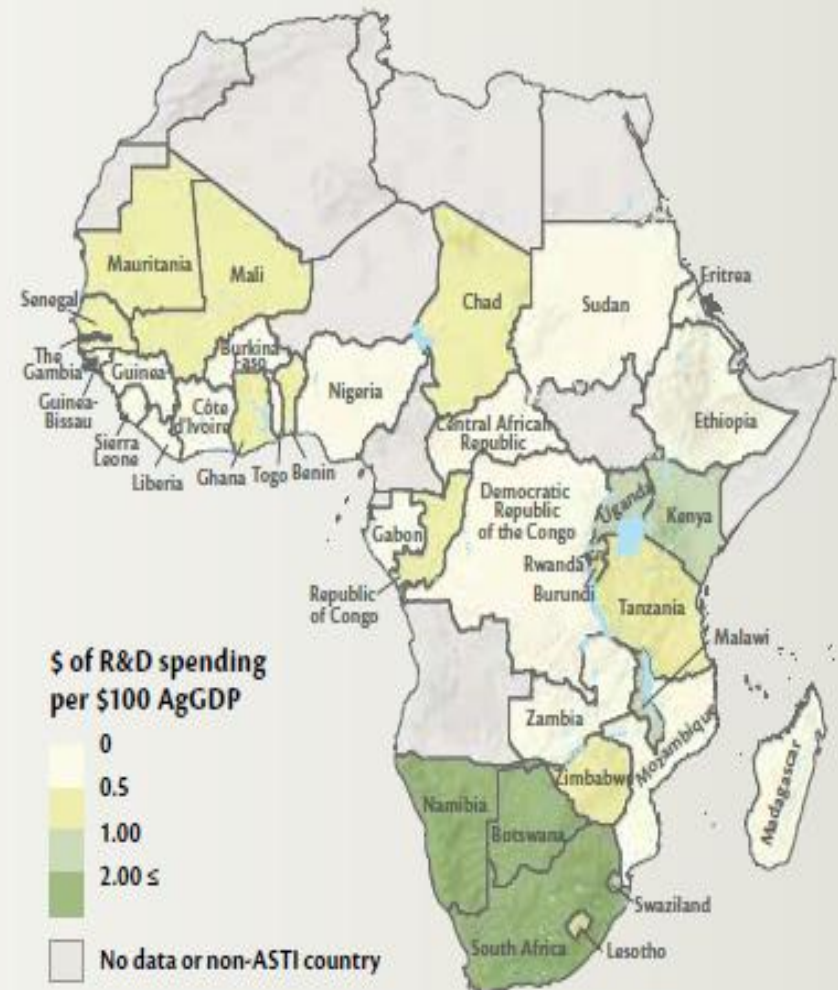 Mauritania
Mali
Chad
Sudan
Eritrea
Senegal
The
Gambia
Guinea-
Bissau
Guinea
Burkina
Faso
Nigeria
Côte
d'Ivoire
Sierra
Leone
Liberia
Ghana
Togo
Benin
Central African
Republic
Ethiopia
Democratic
Republic
of the Congo
Uganda
Kenya
Gabon
Rwanda
Burundi
Republic
of Congo
Tanzania
Malawi
Zambia
Mozambique
Zimbabwe
Madagascar
Namibia
Botswana
Swaziland
South Africa
Lesotho
$ of R&D spending
per $100 AgGDP
0
0.5
1.00
2.00 ≤
No data or non-ASTI country